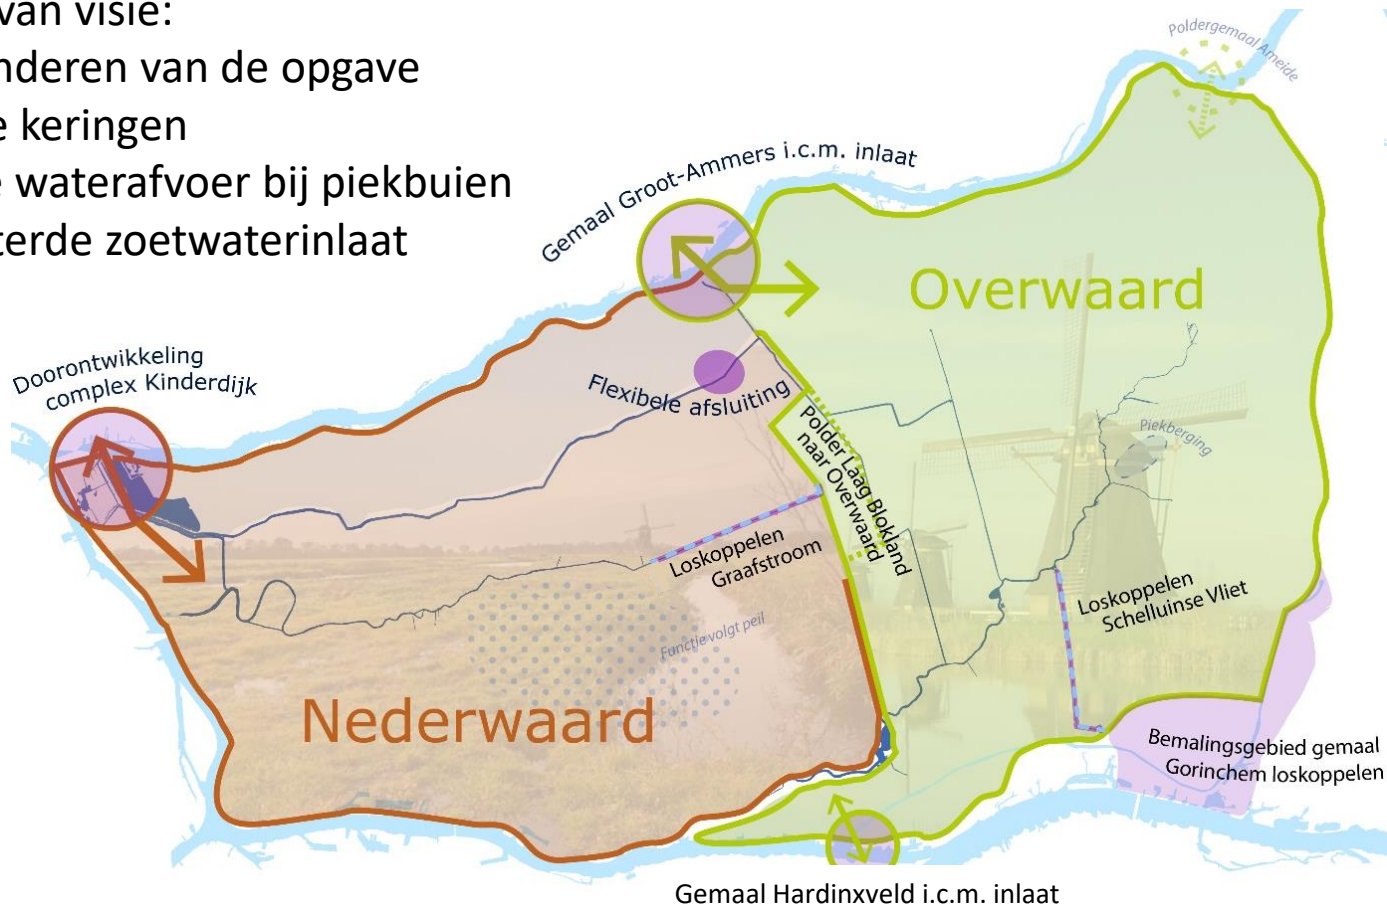 van visie:
nderen van de opgave
e keringen
e waterafvoer bij piekbuien
terde zoetwaterinlaat
Poldergemaal Ameide
Gemaal Groot-Ammers i.c.m. inlaat
Overwaard
Doorontwikkeling
complex Kinderdijk
Flexibele afsluiting
Polder Laag Blokland
naar Overwaard
Piekberging
Loskoppelen
Graafstroom
Loskoppelen
Schelluinse Vliet
Functie volgt peil
Nederwaard
Bemalingsgebied gemaal
Gorinchem loskoppelen
Gemaal Hardinxveld i.c.m. inlaat